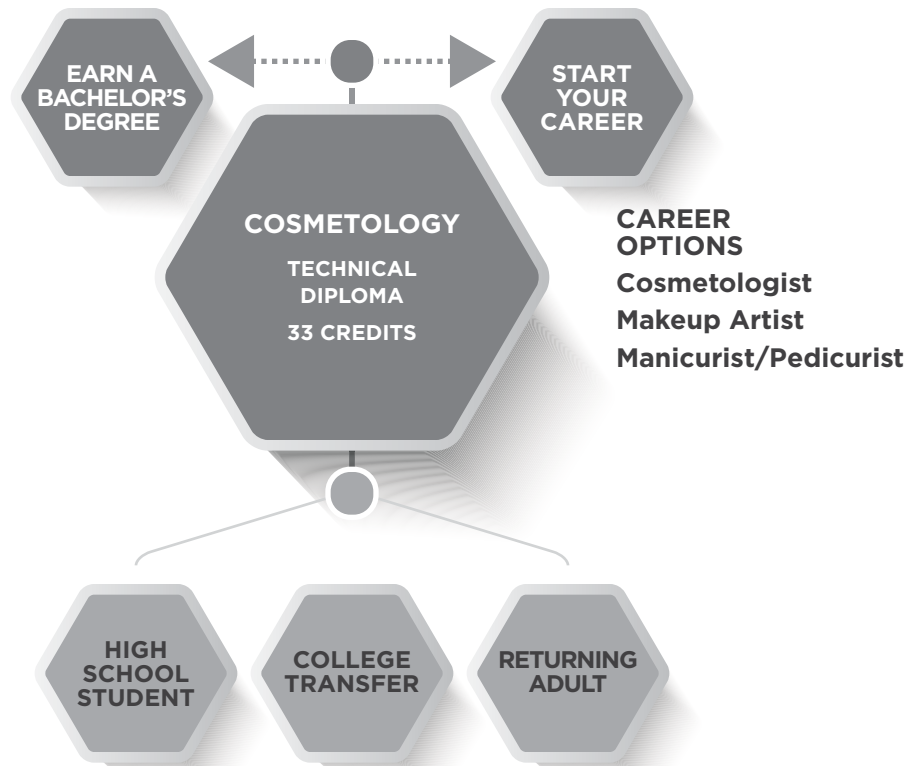 EARN A
BACHELOR'S
DEGREE
START
YOUR
CAREER
COSMETOLOGY
TECHNICAL
DIPLOMA
33 CREDITS
CAREER
OPTIONS
Cosmetologist
Makeup Artist
Manicurist/Pedicurist
HIGH
SCHOOL
STUDENT
COLLEGE
TRANSFER
RETURNING
ADULT